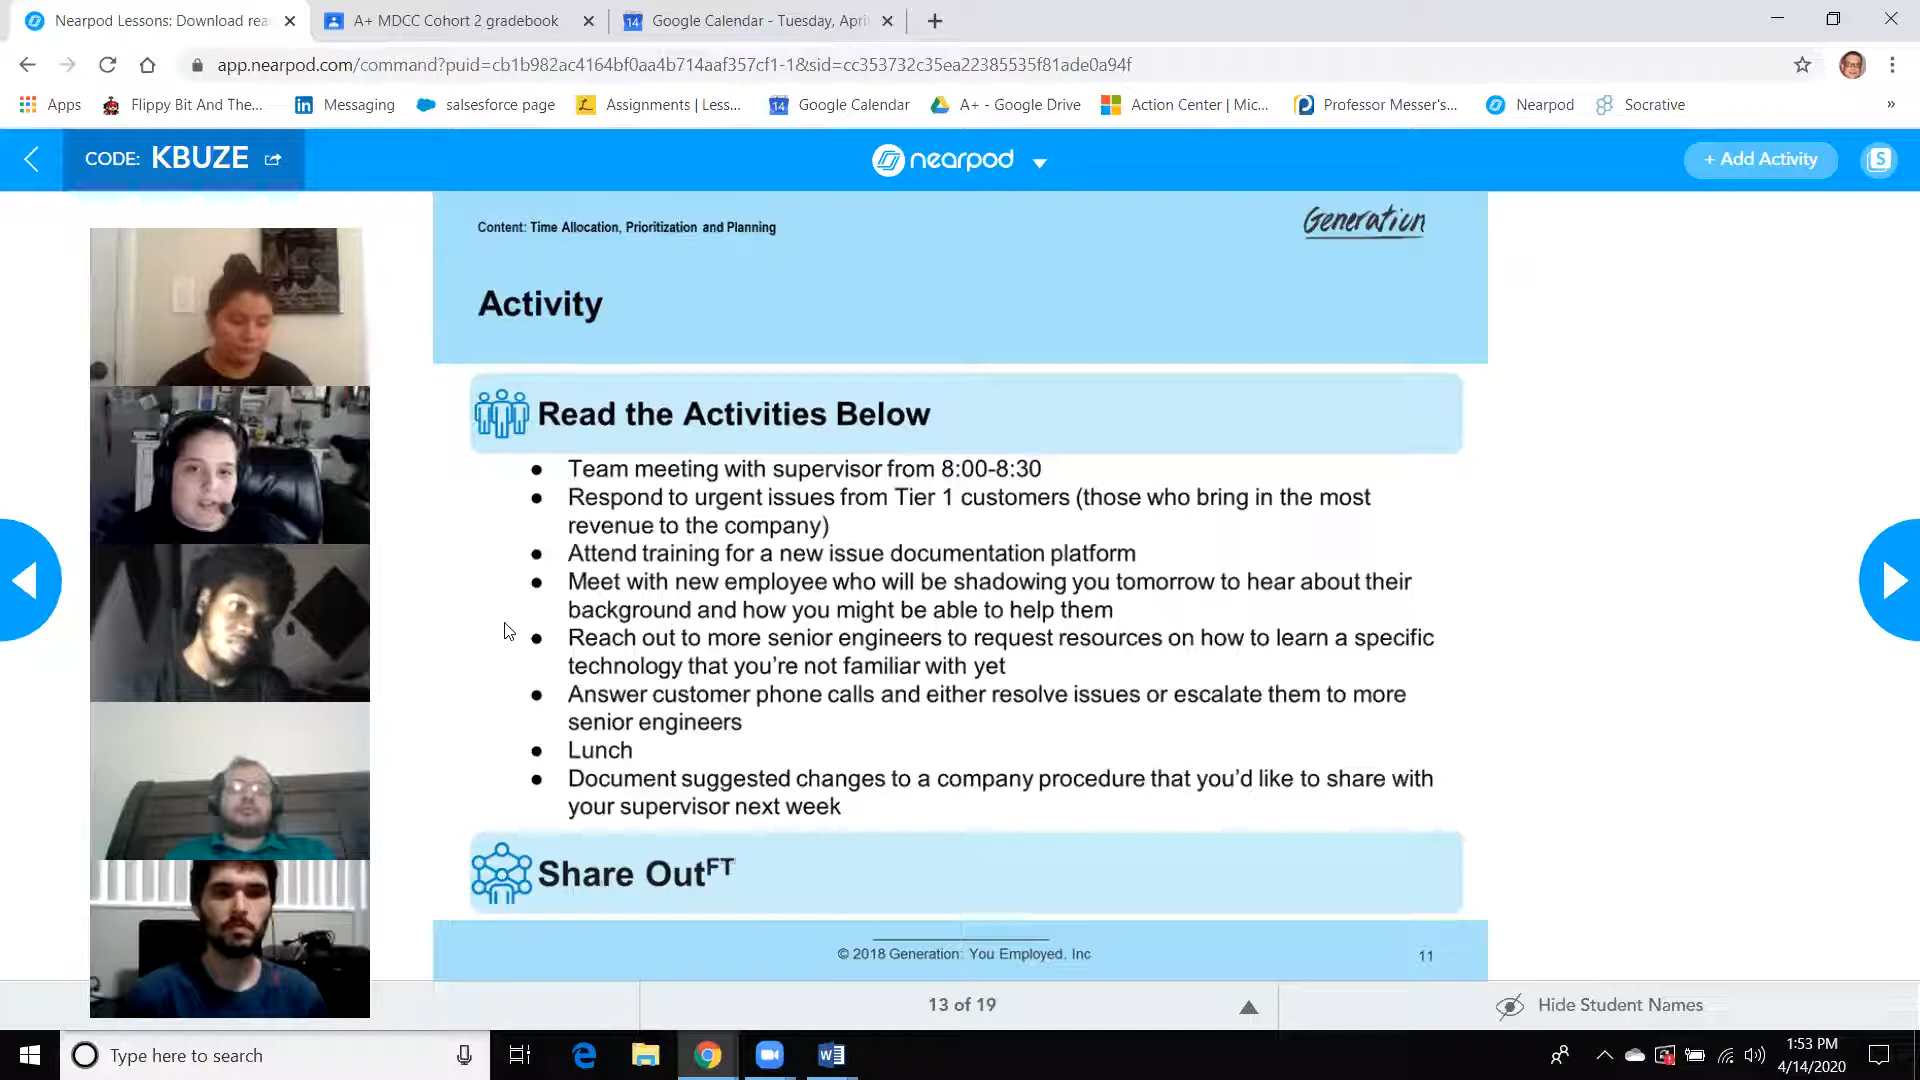 Nearpod Lessons: Download rea
A+ MDCC Cohort 2 gradebook
14 Google Calendar - Tuesday, Apri
app.nearpod.com/command?puid=cb1b982ac4164bf0aa4b714aaf357cf1-1&sid=cc353732c35ea22385535f81ade0a94f
Apps
Flippy Bit And The...
in Messaging
salsesforce page
Assignments | Less...
14 Google Calendar
A+ - Google Drive
Action Center | Mic...
Professor Messer's...
Nearpod
Socrative
»
CODE: KBUZE
nearpod
+ Add Activity
S
Content: Time Allocation, Prioritization and Planning
Generation
Activity
Read the Activities Below
● Team meeting with supervisor from 8:00-8:30
● Respond to urgent issues from Tier 1 customers (those who bring in the most
revenue to the company)
● Attend training for a new issue documentation platform
● Meet with new employee who will be shadowing you tomorrow to hear about their
background and how you might be able to help them
● Reach out to more senior engineers to request resources on how to learn a specific
technology that you're not familiar with yet
● Answer customer phone calls and either resolve issues or escalate them to more
senior engineers
● Lunch
● Document suggested changes to a company procedure that you'd like to share with
your supervisor next week
Share OutFT
© 2018 Generation: You Employed, Inc
11
13 of 19
Hide Student Names
Type here to search
1:53 PM
4/14/2020